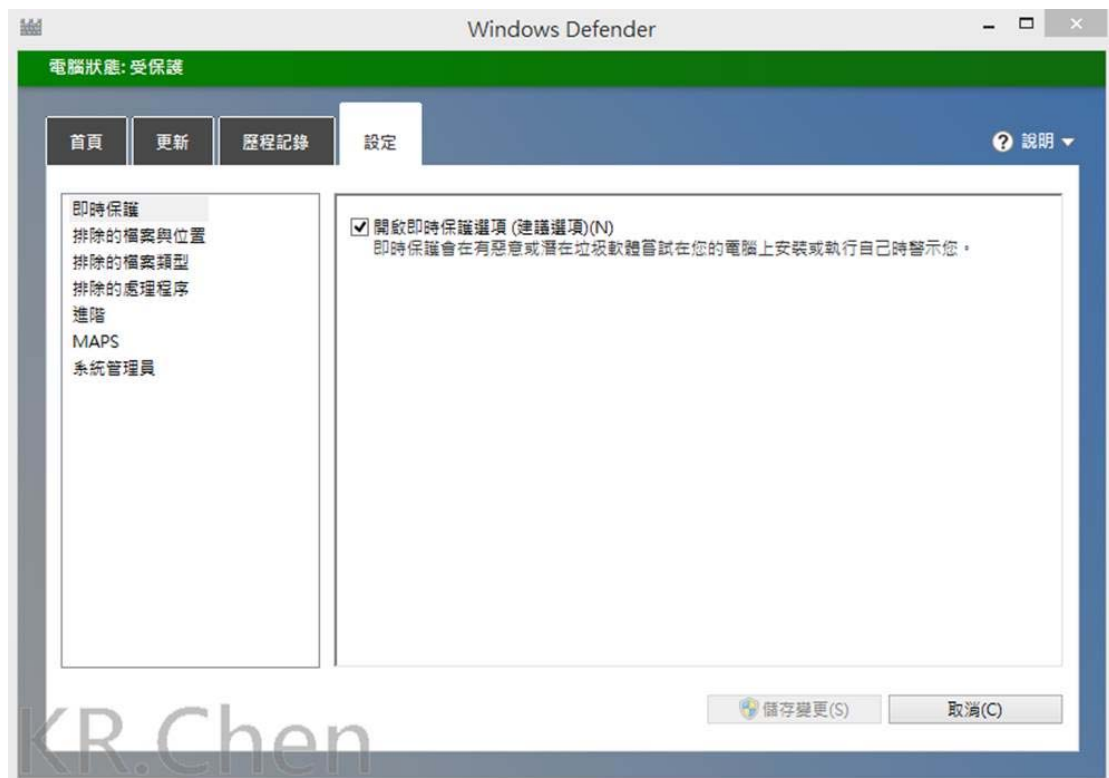 Windows Defender
電腦狀態: 受保護
首頁 更新 歷程記錄 設定 說明
即時保護
排除的檔案與位置
排除的檔案類型
排除的處理程序
進階
MAPS
系統管理員
開啟即時保護選項 (建議選項)(N)
即時保護會在有惡意或潛在垃圾軟體嘗試在您的電腦上安裝或執行自己時警示您。
儲存變更(S) 取消(C)
KR.Chen